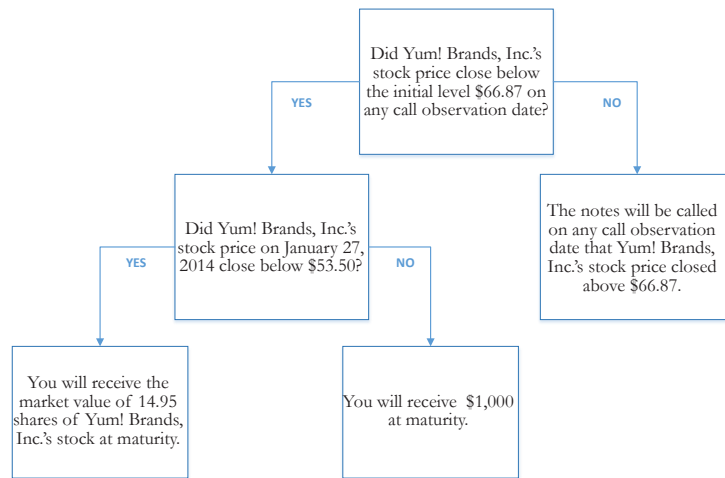 Did Yum! Brands, Inc.'s
stock price close below
the initial level $66.87 on
any call observation date?
YES
NO
Did Yum! Brands, Inc.'s
stock price on January 27,
2014 close below $53.50?
The notes will be called
on any call observation
date that Yum! Brands,
Inc.'s stock price closed
above $66.87.
YES
NO
You will receive the
market value of 14.95
shares of Yum! Brands,
Inc.'s stock at maturity.
You will receive $1,000
at maturity.